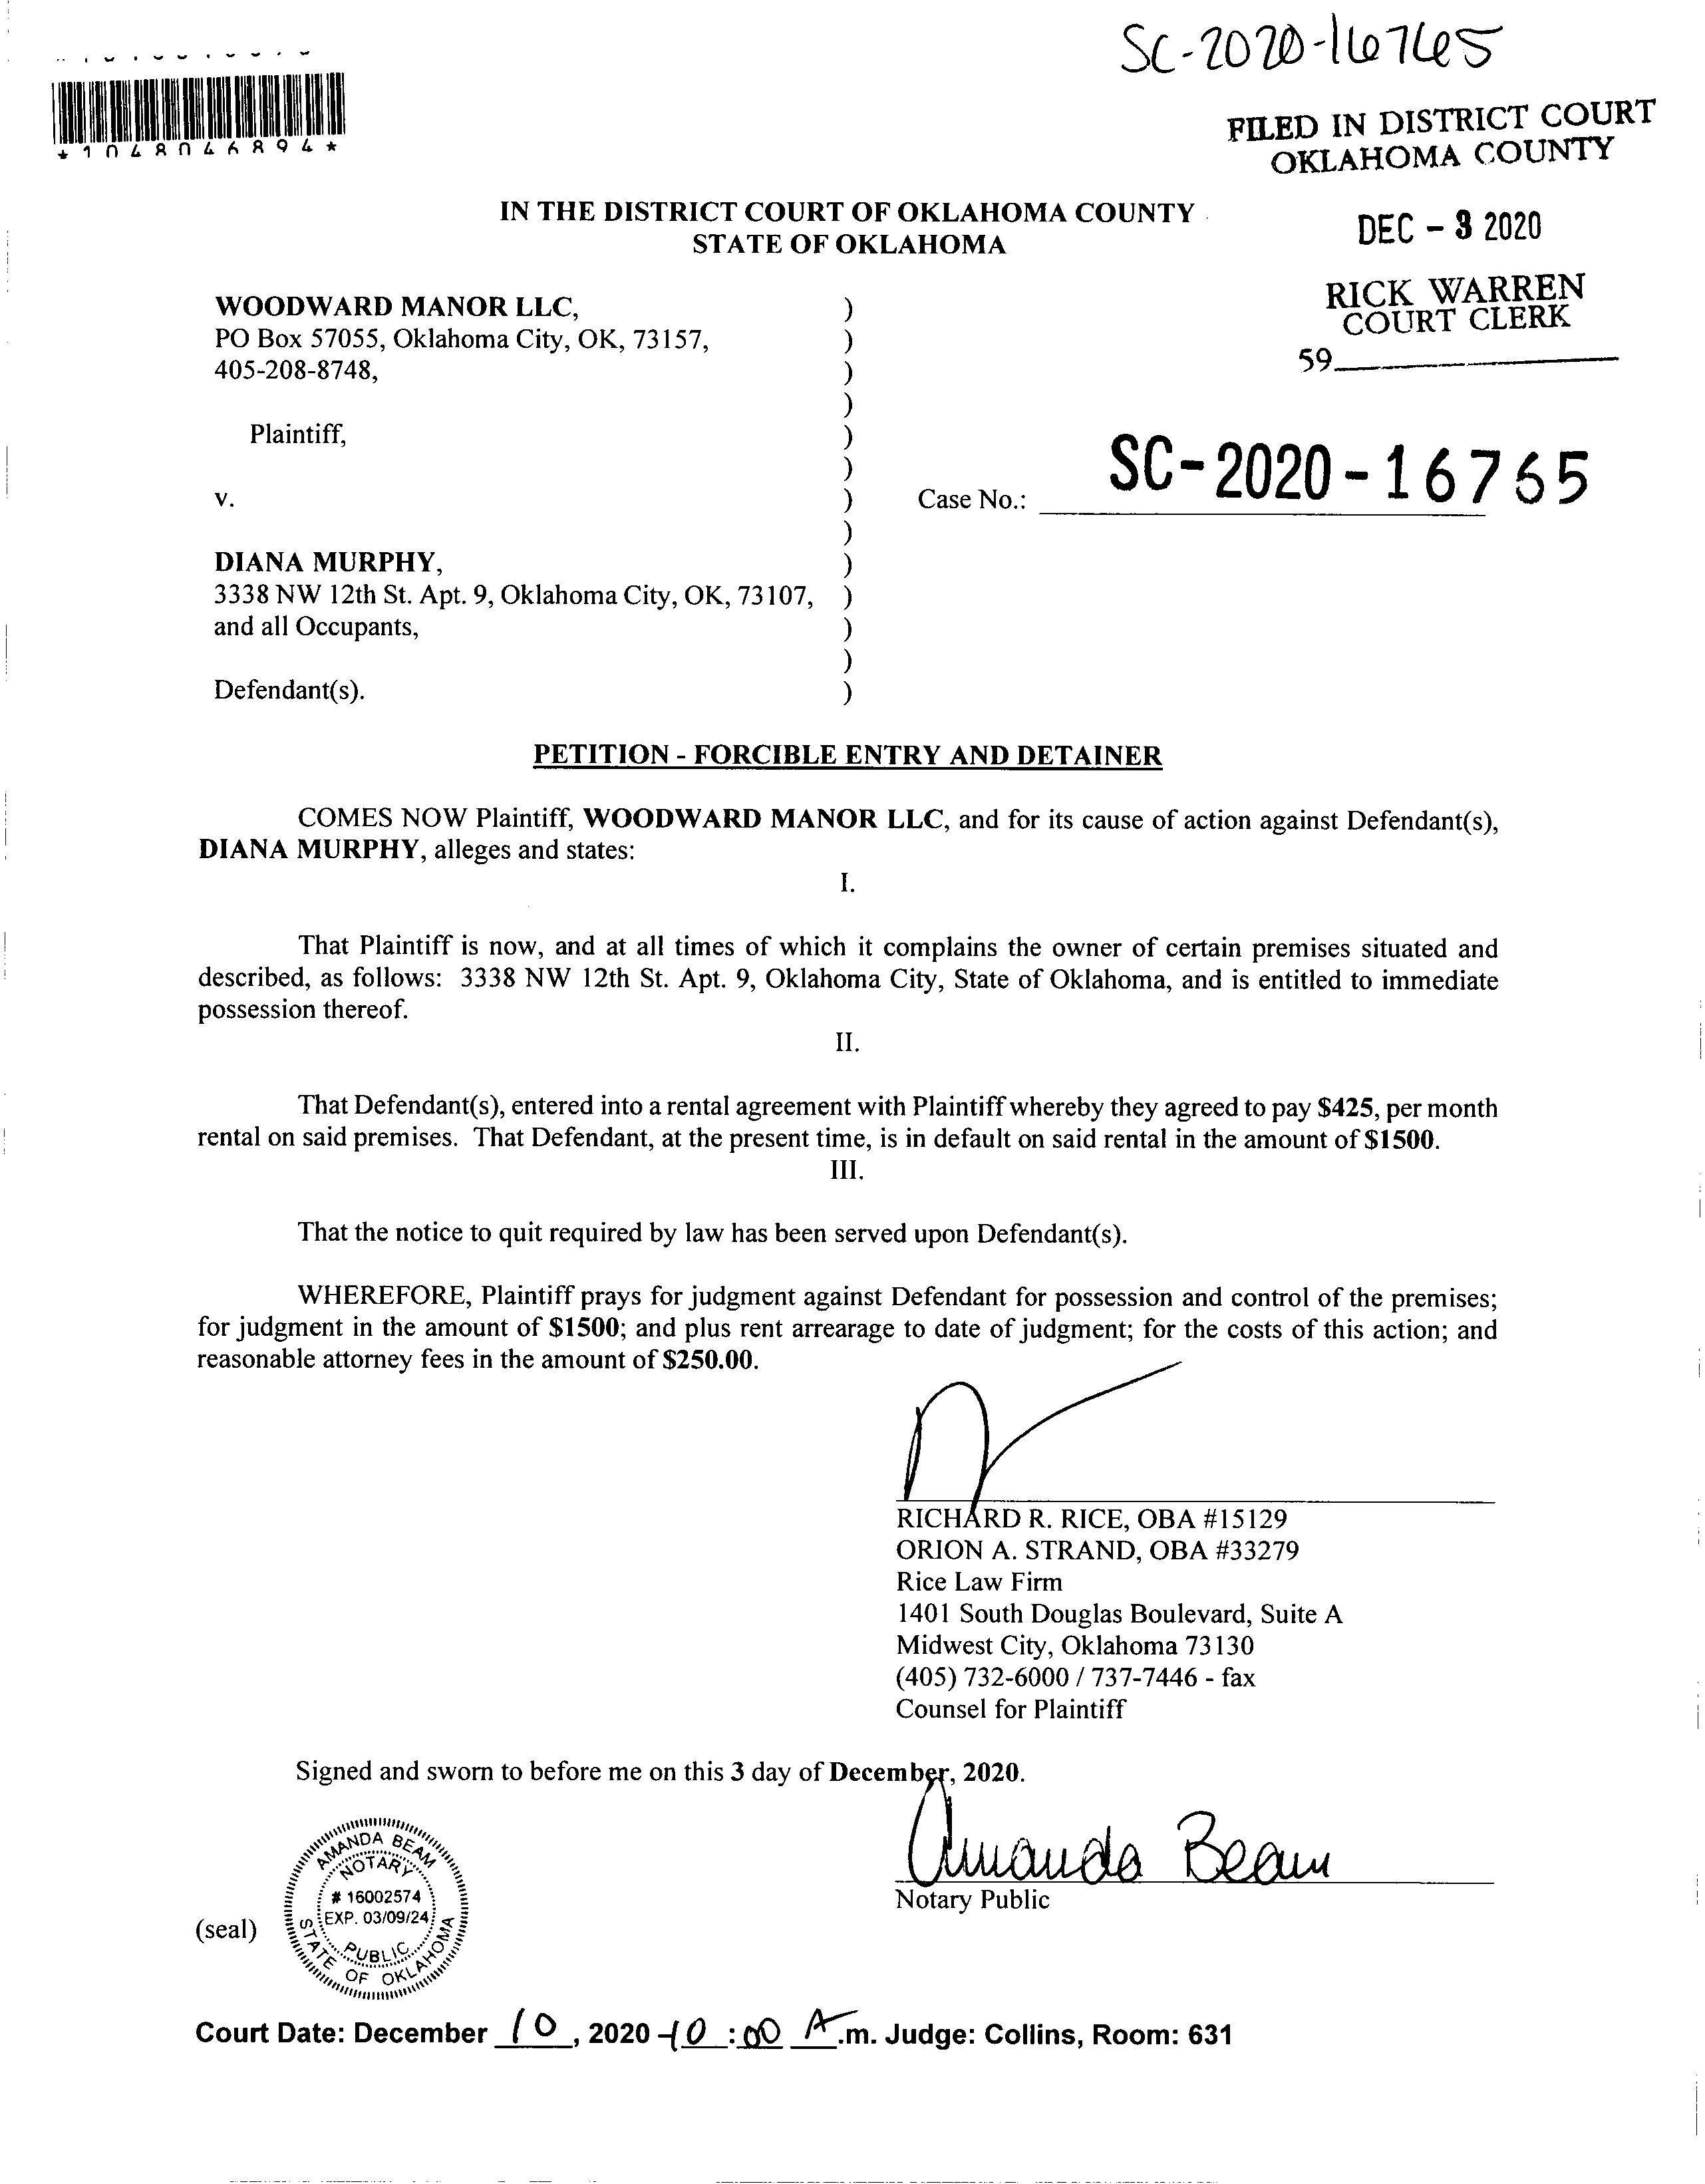 SC-2020-16765
*1048046894*
FILED IN DISTRICT COURT
OKLAHOMA COUNTY
IN THE DISTRICT COURT OF OKLAHOMA COUNTY
STATE OF OKLAHOMA
DEC - 3 2020
RICK WARREN
COURT CLERK
59
WOODWARD MANOR LLC, )
PO Box 57055, Oklahoma City, OK, 73157, )
405-208-8748, )
)
Plaintiff, )
)
v. ) Case No.: SC-2020-16765
)
DIANA MURPHY, )
3338 NW 12th St. Apt. 9, Oklahoma City, OK, 73107, )
and all Occupants, )
)
Defendant(s). )
PETITION - FORCIBLE ENTRY AND DETAINER
COMES NOW Plaintiff, WOODWARD MANOR LLC, and for its cause of action against Defendant(s),
DIANA MURPHY, alleges and states:
I.
That Plaintiff is now, and at all times of which it complains the owner of certain premises situated and
described, as follows: 3338 NW 12th St. Apt. 9, Oklahoma City, State of Oklahoma, and is entitled to immediate
possession thereof.
II.
That Defendant(s), entered into a rental agreement with Plaintiff whereby they agreed to pay $425, per month
rental on said premises. That Defendant, at the present time, is in default on said rental in the amount of $1500.
III.
That the notice to quit required by law has been served upon Defendant(s).
WHEREFORE, Plaintiff prays for judgment against Defendant for possession and control of the premises;
for judgment in the amount of $1500; and plus rent arrearage to date of judgment; for the costs of this action; and
reasonable attorney fees in the amount of $250.00.
RICHARD R. RICE, OBA #15129
ORION A. STRAND, OBA #33279
Rice Law Firm
1401 South Douglas Boulevard, Suite A
Midwest City, Oklahoma 73130
(405) 732-6000 / 737-7446 - fax
Counsel for Plaintiff
Signed and sworn to before me on this 3 day of December, 2020.
Amanda Beam
Notary Public
(seal)
AMANDA BEAM
NOTARY
# 16002574
EXP. 03/09/24
PUBLIC
STATE OF OKLAHOMA
Court Date: December 10, 2020 - 10:00 A.m. Judge: Collins, Room: 631